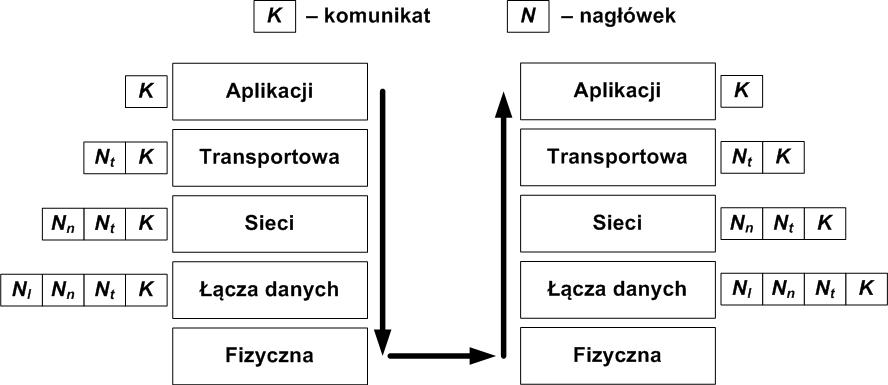 K – komunikat N – nagłówek
K Aplikacji Aplikacji K
Nt K Transportowa Transportowa Nt K
Nn Nt K Sieci Sieci Nn Nt K
Nl Nn Nt K Łącza danych Łącza danych Nl Nn Nt K
Fizyczna Fizyczna